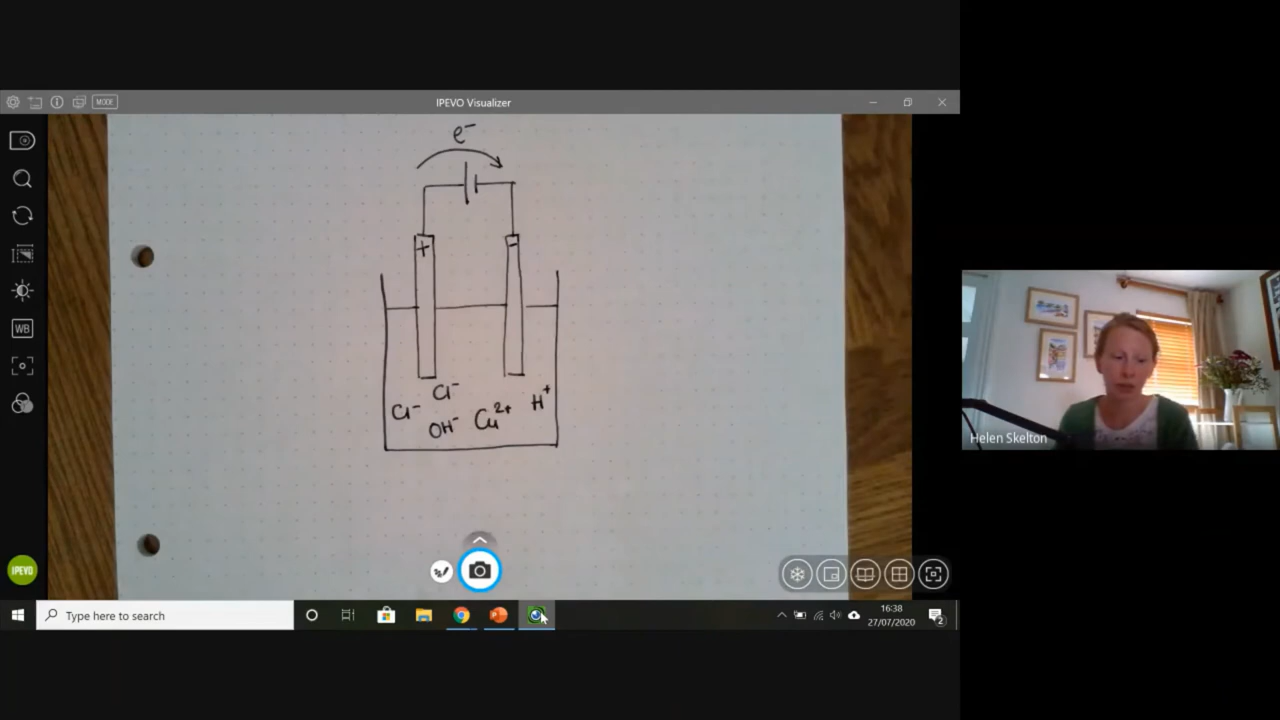 IPEVO Visualizer
MODE
e⁻
+
-
WB
Cl⁻
Cl⁻
OH⁻
Cu²⁺
H⁺
Helen Skelton
IPEVO
Type here to search
16:38
27/07/2020
2